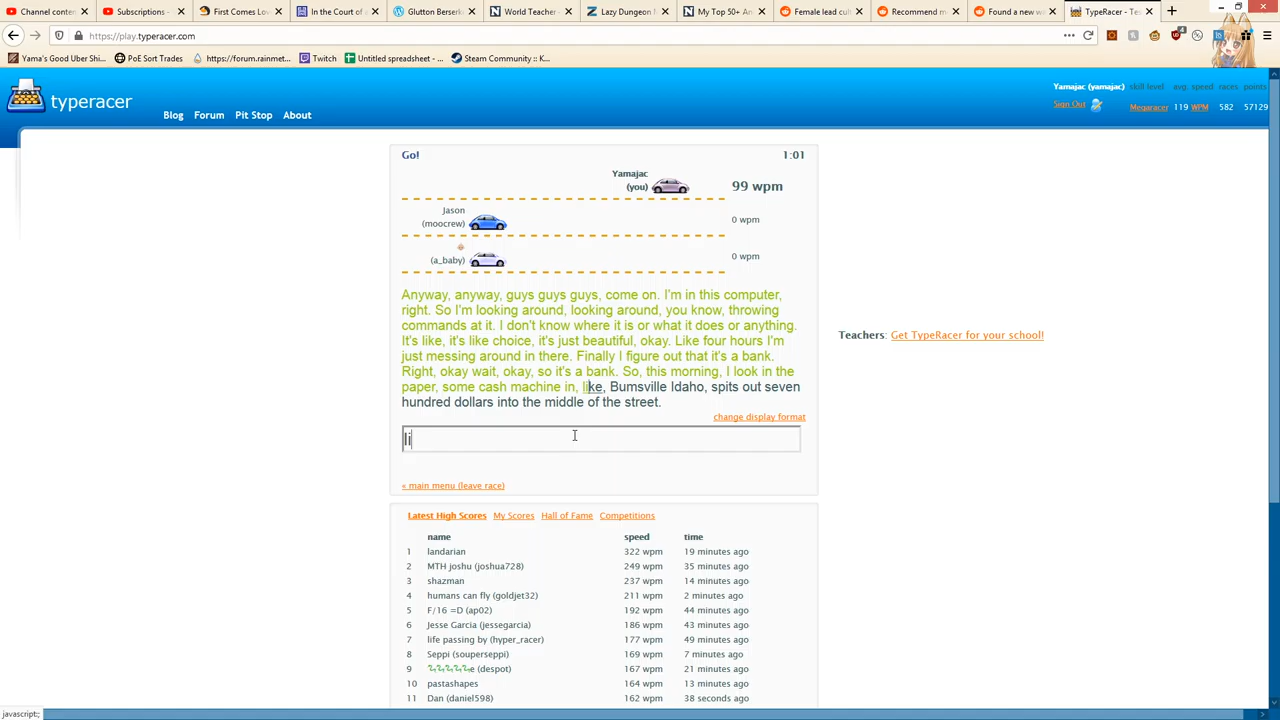 Channel content
Subscriptions -
First Comes Lov
In the Court of
Glutton Berserk
World Teacher
Lazy Dungeon
My Top 50+ An
Female lead cul
Recommend m
Found a new w
TypeRacer - Te
https://play.typeracer.com
Yama's Good Uber Shi...
PoE Sort Trades
https://forum.rainmet...
Twitch
Untitled spreadsheet - ...
Steam Community :: K...
typeracer
Blog Forum Pit Stop About
Yamajac (yamajac) skill level avg. speed races points
Sign Out Megaracer 119 WPM 582 57129
Go! 1:01
Yamajac
(you) 99 wpm
Jason
(moocrew) 0 wpm
(a_baby) 0 wpm
Anyway, anyway, guys guys guys, come on. I'm in this computer,
right. So I'm looking around, looking around, you know, throwing
commands at it. I don't know where it is or what it does or anything.
It's like, it's like choice, it's just beautiful, okay. Like four hours I'm
just messing around in there. Finally I figure out that it's a bank.
Right, okay wait, okay, so it's a bank. So, this morning, I look in the
paper, some cash machine in, like, Bumsville Idaho, spits out seven
hundred dollars into the middle of the street.
change display format
li
« main menu (leave race)
Teachers: Get TypeRacer for your school!
Latest High Scores My Scores Hall of Fame Competitions
name speed time
1 landarian 322 wpm 19 minutes ago
2 MTH joshu (joshua728) 249 wpm 35 minutes ago
3 shazman 237 wpm 14 minutes ago
4 humans can fly (goldjet32) 211 wpm 2 minutes ago
5 F/16 =D (ap02) 192 wpm 44 minutes ago
6 Jesse Garcia (jessegarcia) 186 wpm 43 minutes ago
7 life passing by (hyper_racer) 177 wpm 49 minutes ago
8 Seppi (souperseppi) 169 wpm 7 minutes ago
9 e (despot) 167 wpm 21 minutes ago
10 pastashapes 164 wpm 13 minutes ago
11 Dan (daniel598) 162 wpm 38 seconds ago
javascript:;